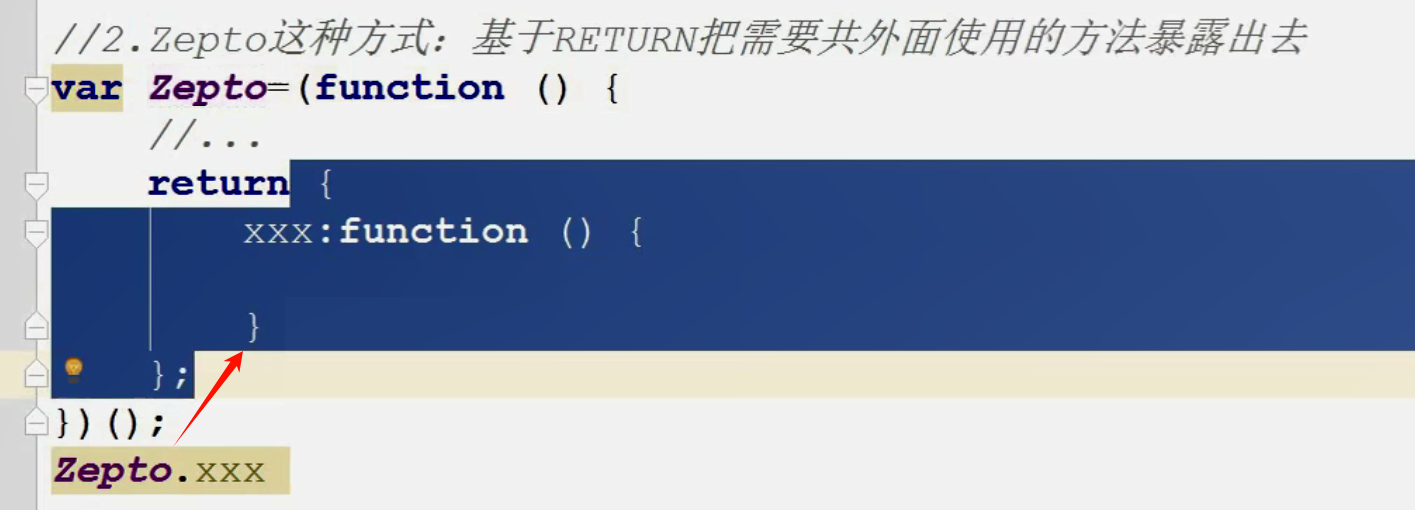 //2.Zepto这种方式：基于RETURN把需要共外面使用的方法暴露出去
var Zepto=(function () {
    //...
    return {
        xxx:function () {
        }
    };
})();
Zepto.xxx